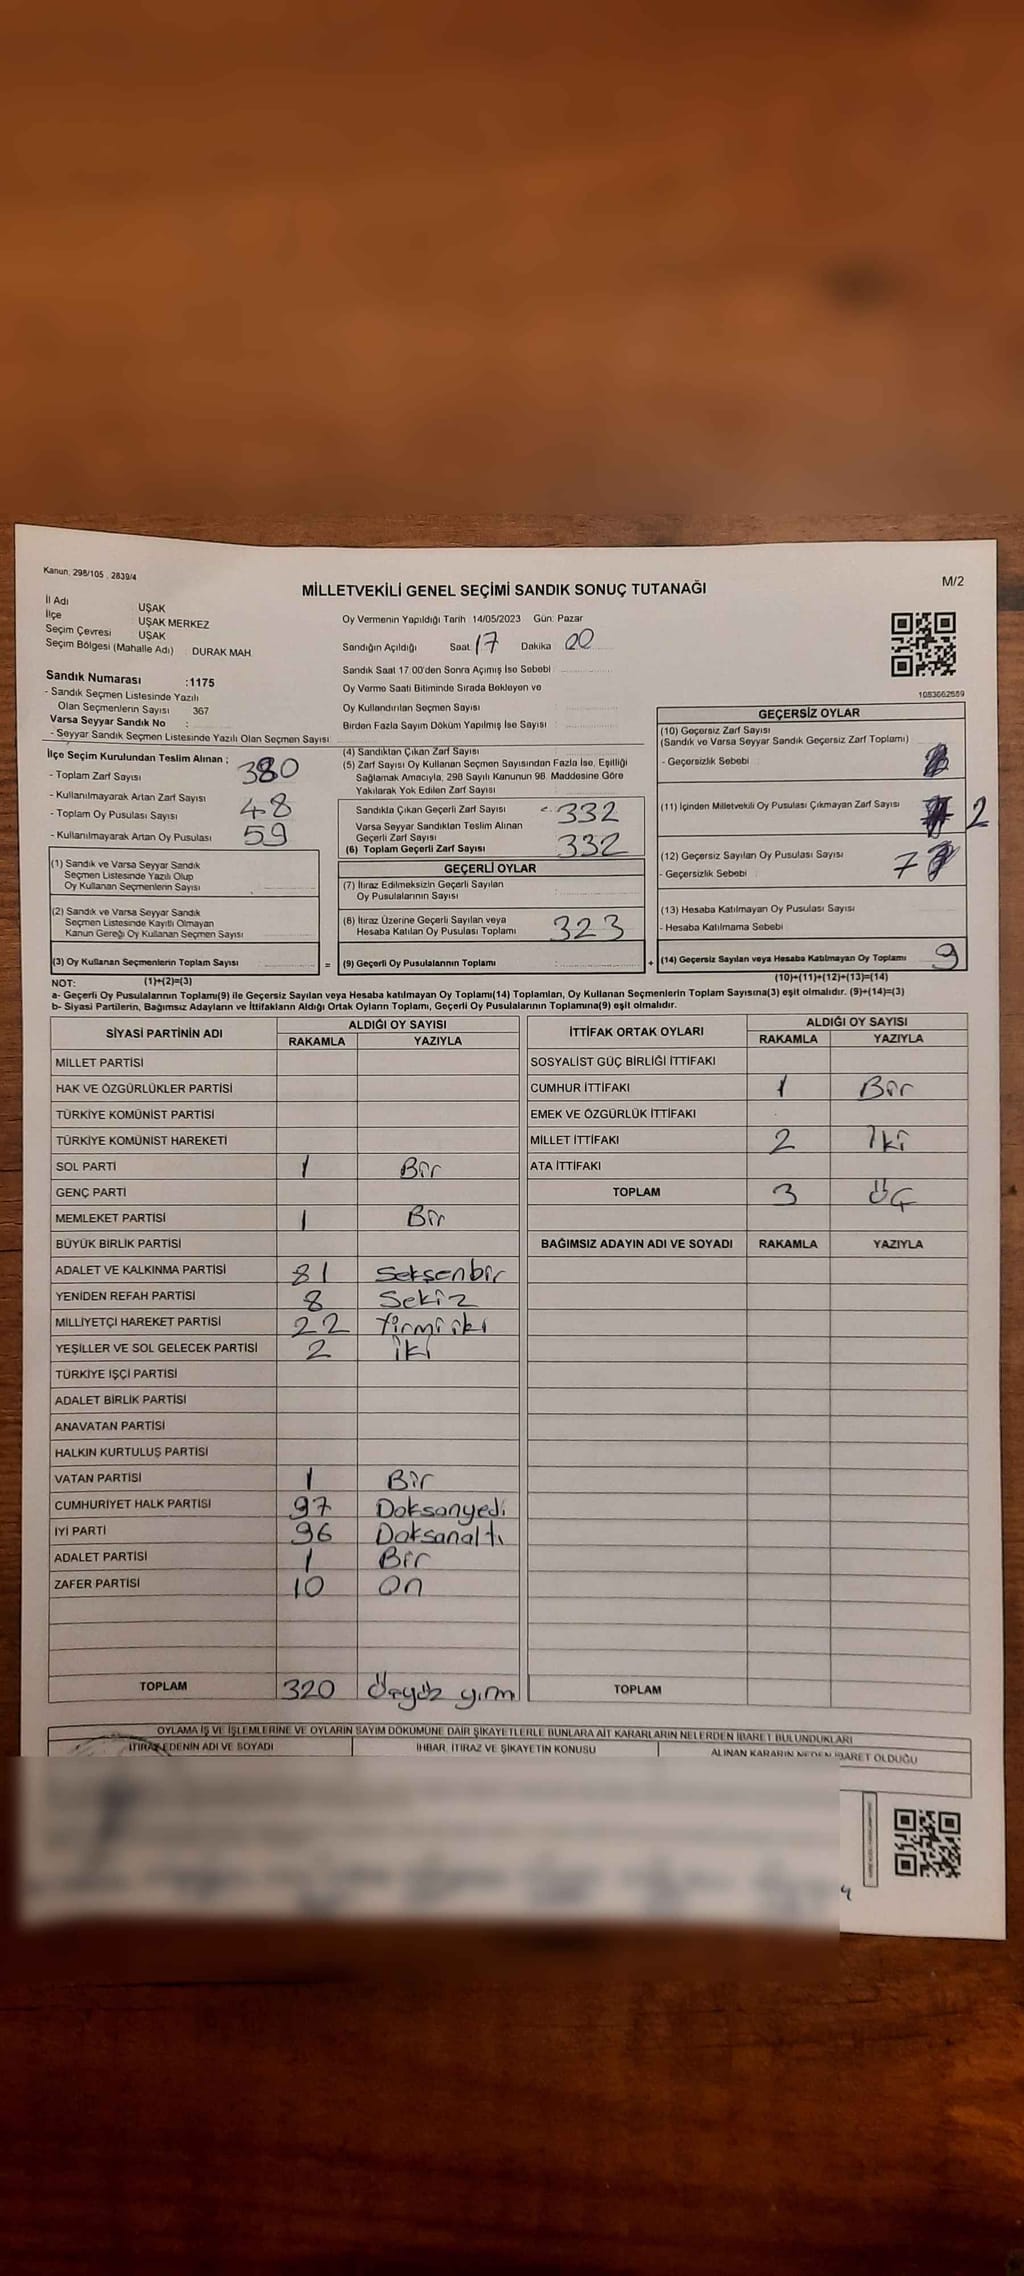 Kanun, 298/105 , 2839/4
MİLLETVEKİLİ GENEL SEÇİMİ SANDIK SONUÇ TUTANAĞI
M/2
İl Adı UŞAK
İlçe UŞAK MERKEZ
Seçim Çevresi : UŞAK
Seçim Bölgesi (Mahalle Adı) : DURAK MAH.
Oy Vermenin Yapıldığı Tarih 14/05/2023 Gün: Pazar
Sandığın Açıldığı Saat 17 Dakika 00
Sandık Saat 17 00'den Sonra Açımış İse Sebebi
Oy Verme Saati Bitiminde Sırada Bekleyen ve
Oy Kullandırılan Seçmen Sayısı
Birden Fazla Sayım Döküm Yapılmış İse Sayısı
1083662559
Sandık Numarası :1175
- Sandık Seçmen Listesinde Yazılı
Olan Seçmenlerin Sayısı 367
Varsa Seyyar Sandık No :
- Seyyar Sandık Seçmen Listesinde Yazılı Olan Seçmen Sayısı:
İlçe Seçim Kurulundan Teslim Alınan :
- Toplam Zarf Sayısı 380
- Kullanılmayarak Artan Zarf Sayısı 48
- Toplam Oy Pusulası Sayısı
- Kullanılmayarak Artan Oy Pusulası 59
(1) Sandık ve Varsa Seyyar Sandık
Seçmen Listesinde Yazılı Olup
Oy Kullanan Seçmenlerin Sayısı
(2) Sandık ve Varsa Seyyar Sandık
Seçmen Listesinde Kayıtlı Olmayan
Kanun Gereği Oy Kullanan Seçmen Sayısı
(3) Oy Kullanan Seçmenlerin Toplam Sayısı
(4) Sandıktan Çıkan Zarf Sayısı
(5) Zarf Sayısı Oy Kullanan Seçmen Sayısından Fazla İse, Eşitliği
Sağlamak Amacıyla, 298 Sayılı Kanunun 98. Maddesine Göre
Yakılarak Yok Edilen Zarf Sayısı
Sandıkta Çıkan Geçerli Zarf Sayısı 332
Varsa Seyyar Sandıktan Teslim Alınan
Geçerli Zarf Sayısı
(6) Toplam Geçerli Zarf Sayısı 332
GEÇERLİ OYLAR
(7) İtiraz Edilmeksizin Geçerli Sayılan
Oy Pusulalarının Sayısı
(8) İtiraz Üzerine Geçerli Sayılan veya
Hesaba Katılan Oy Pusulası Toplamı 323
= (9) Geçerli Oy Pusulalarının Toplamı
GEÇERSİZ OYLAR
(10) Geçersiz Zarf Sayısı
(Sandık ve Varsa Seyyar Sandık Geçersiz Zarf Toplamı)
- Geçersizlik Sebebi
(11) İçinden Milletvekili Oy Pusulası Çıkmayan Zarf Sayısı 2
(12) Geçersiz Sayılan Oy Pusulası Sayısı 7
- Geçersizlik Sebebi
(13) Hesaba Katılmayan Oy Pusulası Sayısı
- Hesaba Katılmama Sebebi
+ (14) Geçersiz Sayılan veya Hesaba Katılmayan Oy Toplamı 9
NOT: (1)+(2)=(3) (10)+(11)+(12)+(13)=(14)
a- Geçerli Oy Pusulalarının Toplamı(9) ile Geçersiz Sayılan veya Hesaba katılmayan Oy Toplamı(14) Toplamları, Oy Kullanan Seçmenlerin Toplam Sayısına(3) eşit olmalıdır. (9)+(14)=(3)
b- Siyasi Partilerin, Bağımsız Adayların ve İttifakların Aldığı Ortak Oyların Toplamı, Geçerli Oy Pusulalarının Toplamına(9) eşit olmalıdır.
SİYASİ PARTİNİN ADI ALDIĞI OY SAYISI
RAKAMLA YAZIYLA
MİLLET PARTİSİ
HAK VE ÖZGÜRLÜKLER PARTİSİ
TÜRKİYE KOMÜNİST PARTİSİ
TÜRKİYE KOMÜNİST HAREKETİ
SOL PARTİ 1 Bir
GENÇ PARTİ
MEMLEKET PARTİSİ 1 Bir
BÜYÜK BİRLİK PARTİSİ
ADALET VE KALKINMA PARTİSİ 81 Seksenbir
YENİDEN REFAH PARTİSİ 8 Sekiz
MİLLİYETÇİ HAREKET PARTİSİ 22 Yirmi iki
YEŞİLLER VE SOL GELECEK PARTİSİ 2 iki
TÜRKİYE İŞÇİ PARTİSİ
ADALET BİRLİK PARTİSİ
ANAVATAN PARTİSİ
HALKIN KURTULUŞ PARTİSİ
VATAN PARTİSİ 1 Bir
CUMHURİYET HALK PARTİSİ 97 Doksanyedi
İYİ PARTİ 96 Doksanaltı
ADALET PARTİSİ 1 Bir
ZAFER PARTİSİ 10 On
TOPLAM 320 Üçyüz yirm
İTTİFAK ORTAK OYLARI ALDIĞI OY SAYISI
RAKAMLA YAZIYLA
SOSYALİST GÜÇ BİRLİĞİ İTTİFAKI
CUMHUR İTTİFAKI 1 Bir
EMEK VE ÖZGÜRLÜK İTTİFAKI
MİLLET İTTİFAKI 2 İki
ATA İTTİFAKI
TOPLAM 3 Üç
BAĞIMSIZ ADAYIN ADI VE SOYADI RAKAMLA YAZIYLA
TOPLAM
OYLAMA İŞ VE İŞLEMLERİNE VE OYLARIN SAYIM DÖKÜMÜNE DAİR ŞİKAYETLERLE BUNLARA AİT KARARLARIN NELERDEN İBARET BULUNDUKLARI
İTİRAZ EDENİN ADI VE SOYADI İHBAR, İTİRAZ VE ŞİKAYETİN KONUSU ALINAN KARARIN NEDEN İBARET OLDUĞU